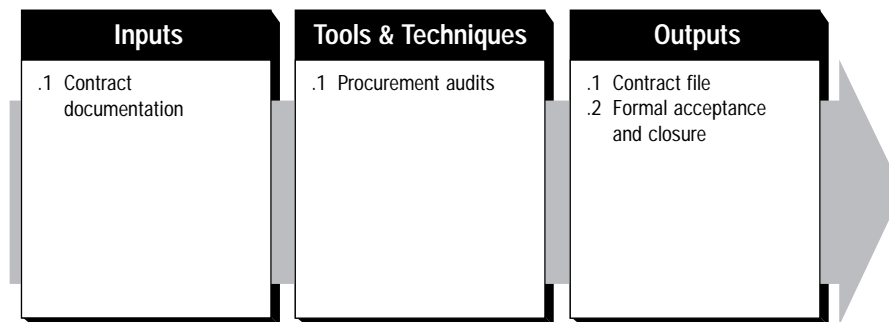 Inputs
.1 Contract
documentation
Tools & Techniques
.1 Procurement audits
Outputs
.1 Contract file
.2 Formal acceptance
and closure